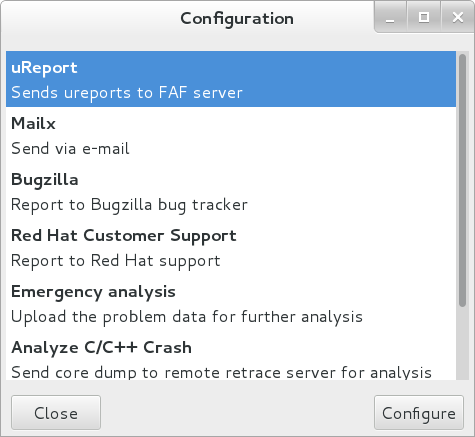 Configuration
uReport
Sends ureports to FAF server
Mailx
Send via e-mail
Bugzilla
Report to Bugzilla bug tracker
Red Hat Customer Support
Report to Red Hat support
Emergency analysis
Upload the problem data for further analysis
Analyze C/C++ Crash
Send core dump to remote retrace server for analysis
Close
Configure